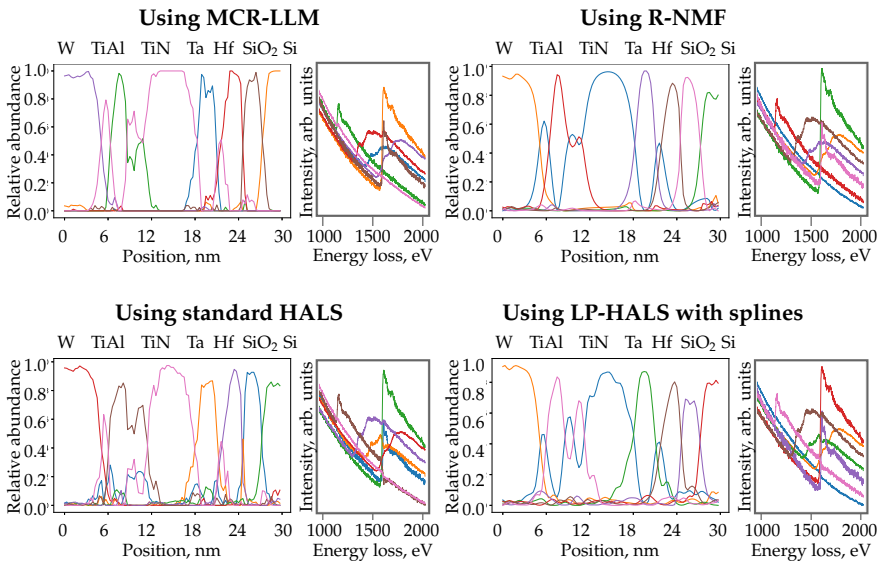 Using MCR-LLM
W TiAl TiN Ta Hf SiO₂ Si
Relative abundance
1.0
0.8
0.6
0.4
0.2
0.0
0 6 12 18 24 30
Position, nm
Intensity, arb. units
1000 1500 2000
Energy loss, eV
Using R-NMF
W TiAl TiN Ta Hf SiO₂ Si
Relative abundance
1.0
0.8
0.6
0.4
0.2
0.0
0 6 12 18 24 30
Position, nm
Intensity, arb. units
1000 1500 2000
Energy loss, eV
Using standard HALS
W TiAl TiN Ta Hf SiO₂ Si
Relative abundance
1.0
0.8
0.6
0.4
0.2
0.0
0 6 12 18 24 30
Position, nm
Intensity, arb. units
1000 1500 2000
Energy loss, eV
Using LP-HALS with splines
W TiAl TiN Ta Hf SiO₂ Si
Relative abundance
1.0
0.8
0.6
0.4
0.2
0.0
0 6 12 18 24 30
Position, nm
Intensity, arb. units
1000 1500 2000
Energy loss, eV